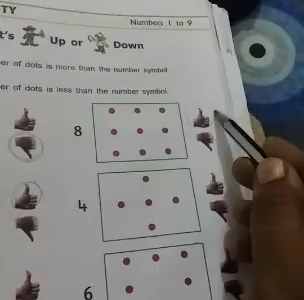 TY
Numbers 1 to 9
t's Up or Down
er of dots is more than the number symbol.
er of dots is less than the number symbol.
8
4
6